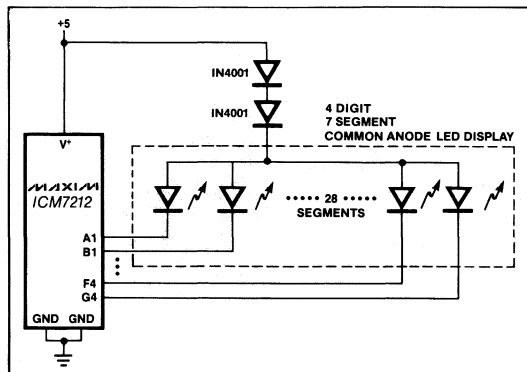 +5
IN4001
IN4001
4 DIGIT
7 SEGMENT
COMMON ANODE LED DISPLAY
V+
MAXIM
ICM7212
28
SEGMENTS
A1
B1
F4
G4
GND GND